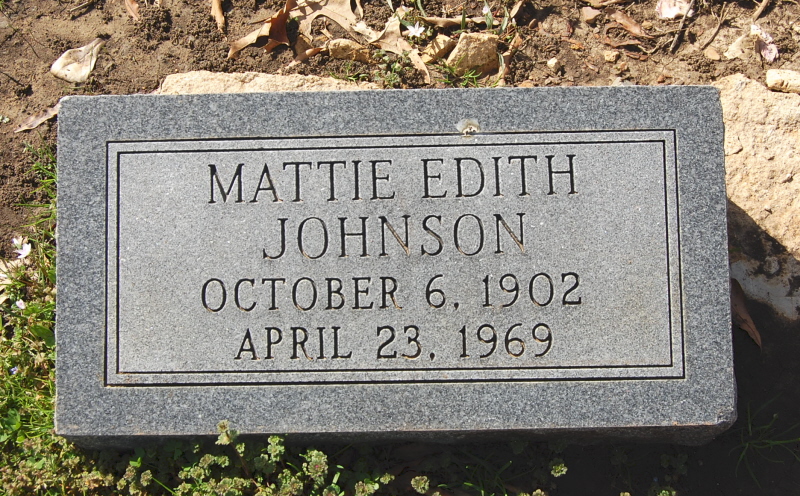 MATTIE EDITH
JOHNSON
OCTOBER 6, 1902
APRIL 23, 1969